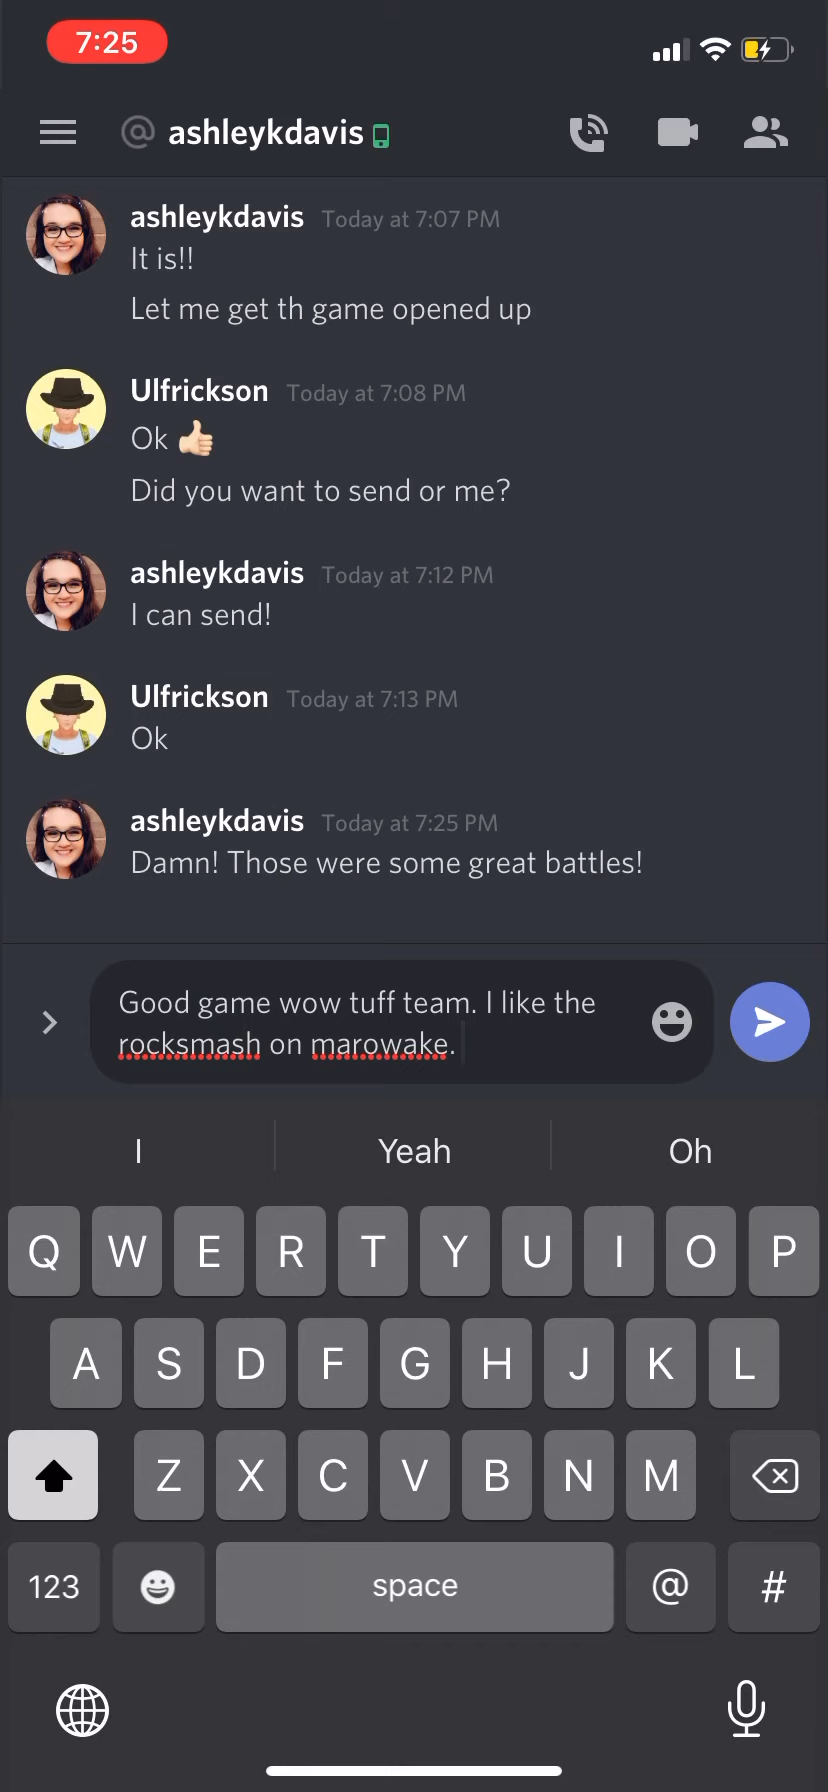 7:25
@ ashleykdavis
ashleykdavis Today at 7:07 PM
It is!!
Let me get th game opened up
Ulfrickson Today at 7:08 PM
Ok 👍🏻
Did you want to send or me?
ashleykdavis Today at 7:12 PM
I can send!
Ulfrickson Today at 7:13 PM
Ok
ashleykdavis Today at 7:25 PM
Damn! Those were some great battles!
Good game wow tuff team. I like the
rocksmash on marowake.
I Yeah Oh
Q W E R T Y U I O P
A S D F G H J K L
Z X C V B N M
123 space @ #